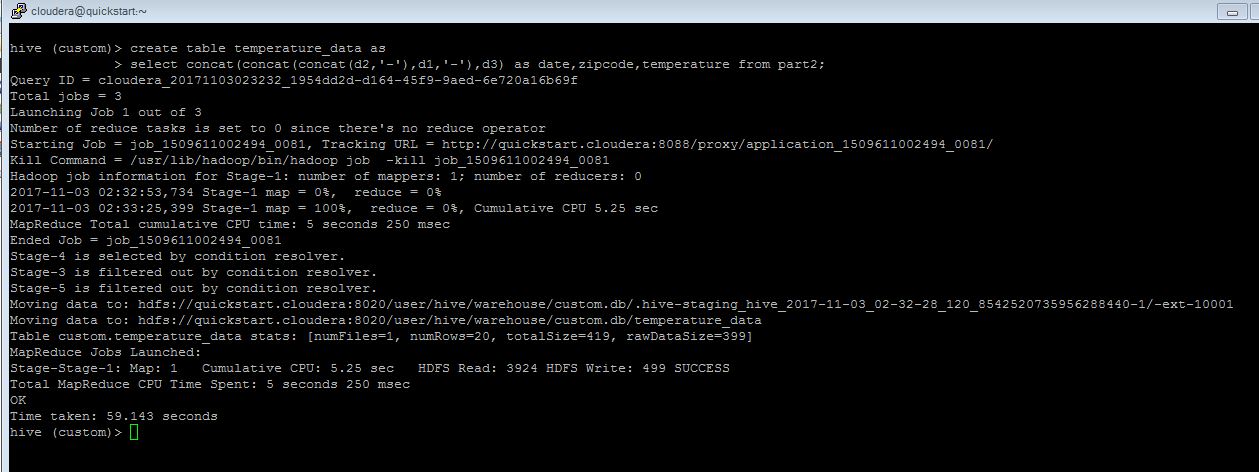 cloudera@quickstart:~
hive (custom)> create table temperature_data as
> select concat(concat(concat(d2,'-'),d1,'-'),d3) as date,zipcode,temperature from part2;
Query ID = cloudera_20171103023232_1954dd2d-d164-45f9-9aed-6e720a16b69f
Total jobs = 3
Launching Job 1 out of 3
Number of reduce tasks is set to 0 since there's no reduce operator
Starting Job = job_1509611002494_0081, Tracking URL = http://quickstart.cloudera:8088/proxy/application_1509611002494_0081/
Kill Command = /usr/lib/hadoop/bin/hadoop job  -kill job_1509611002494_0081
Hadoop job information for Stage-1: number of mappers: 1; number of reducers: 0
2017-11-03 02:32:53,734 Stage-1 map = 0%,  reduce = 0%
2017-11-03 02:33:25,399 Stage-1 map = 100%,  reduce = 0%, Cumulative CPU 5.25 sec
MapReduce Total cumulative CPU time: 5 seconds 250 msec
Ended Job = job_1509611002494_0081
Stage-4 is selected by condition resolver.
Stage-3 is filtered out by condition resolver.
Stage-5 is filtered out by condition resolver.
Moving data to: hdfs://quickstart.cloudera:8020/user/hive/warehouse/custom.db/.hive-staging_hive_2017-11-03_02-32-28_120_8542520735956288440-1/-ext-10001
Moving data to: hdfs://quickstart.cloudera:8020/user/hive/warehouse/custom.db/temperature_data
Table custom.temperature_data stats: [numFiles=1, numRows=20, totalSize=419, rawDataSize=399]
MapReduce Jobs Launched:
Stage-Stage-1: Map: 1   Cumulative CPU: 5.25 sec   HDFS Read: 3924 HDFS Write: 499 SUCCESS
Total MapReduce CPU Time Spent: 5 seconds 250 msec
OK
Time taken: 59.143 seconds
hive (custom)>